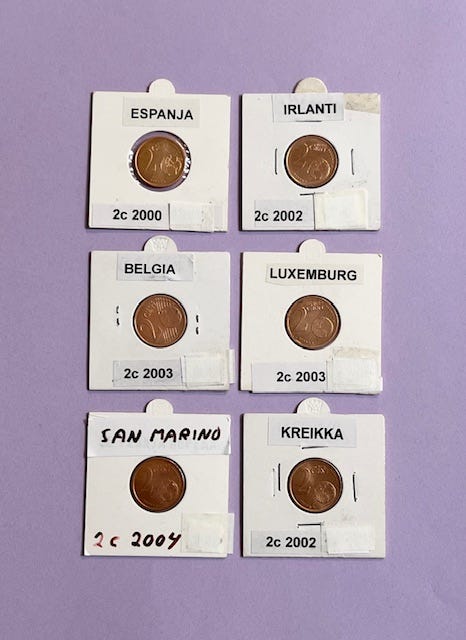 ESPANJA
2c 2000
IRLANTI
2c 2002
BELGIA
2c 2003
LUXEMBURG
2c 2003
SAN MARINO
2c 2004
KREIKKA
2c 2002